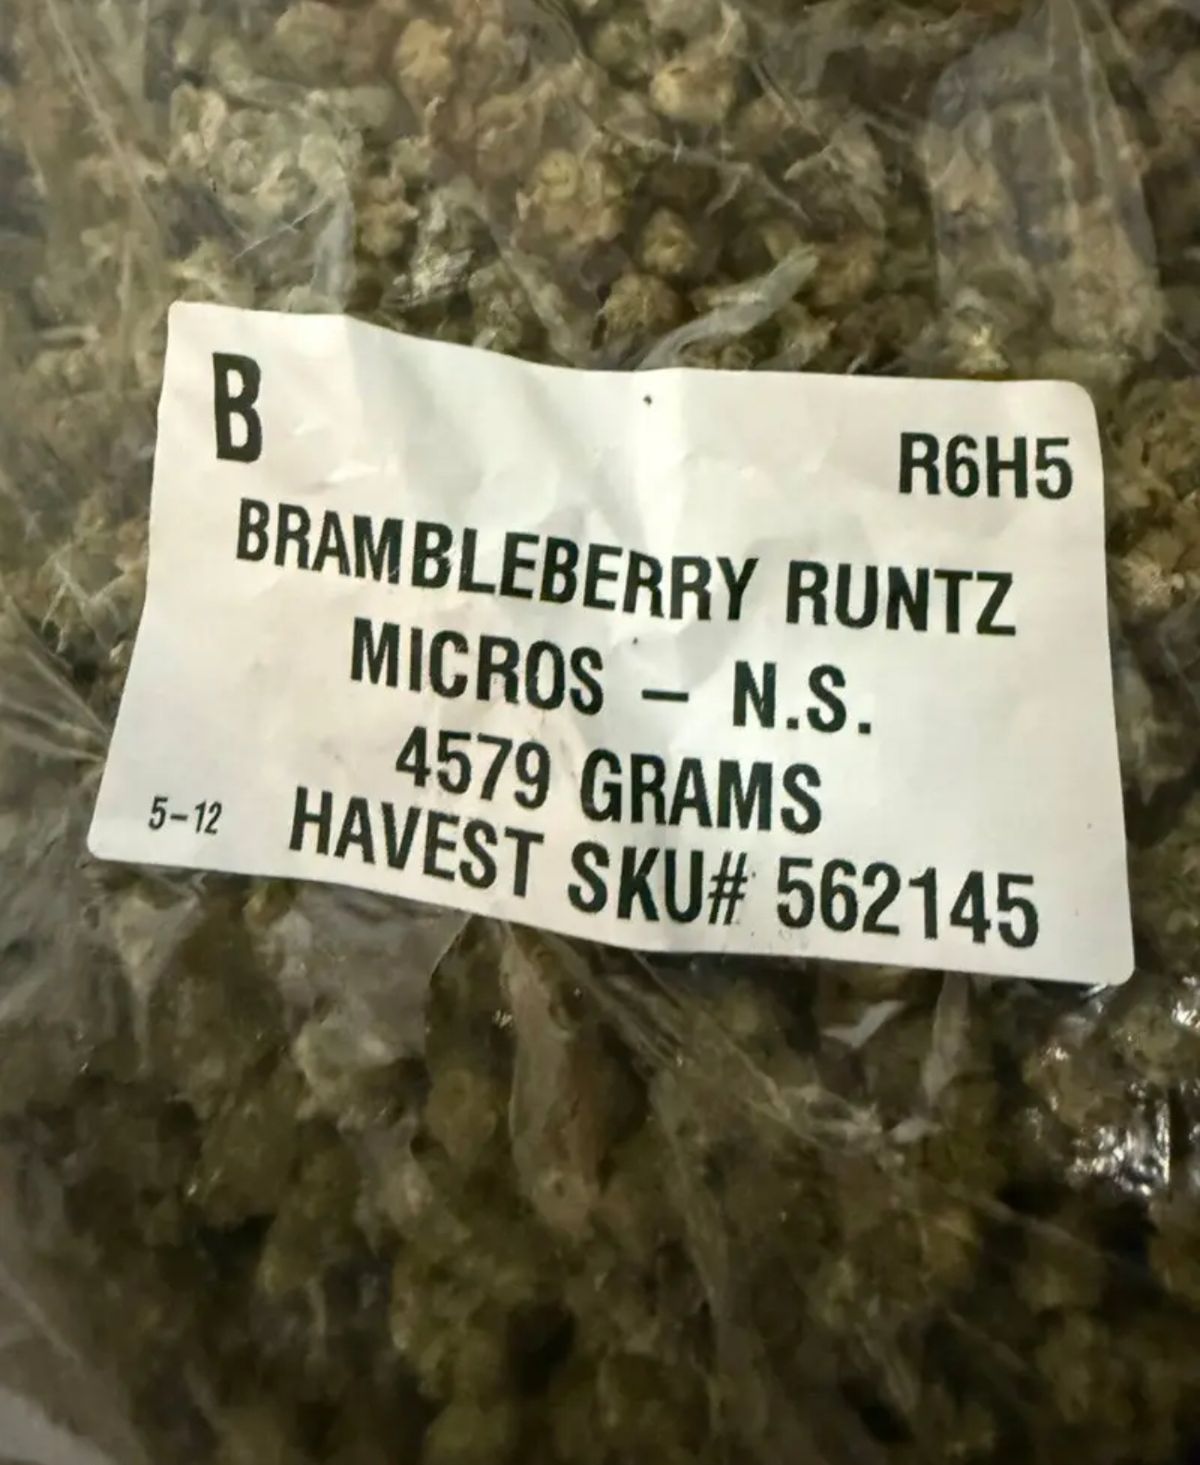 B
R6H5
BRAMBLEBERRY RUNTZ
MICROS – N.S.
4579 GRAMS
5-12
HAVEST SKU# 562145